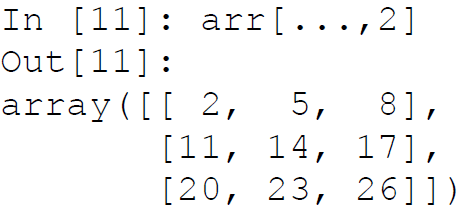 In [11]: arr[...,2]
Out[11]:
array([[ 2,  5,  8],
       [11, 14, 17],
       [20, 23, 26]])